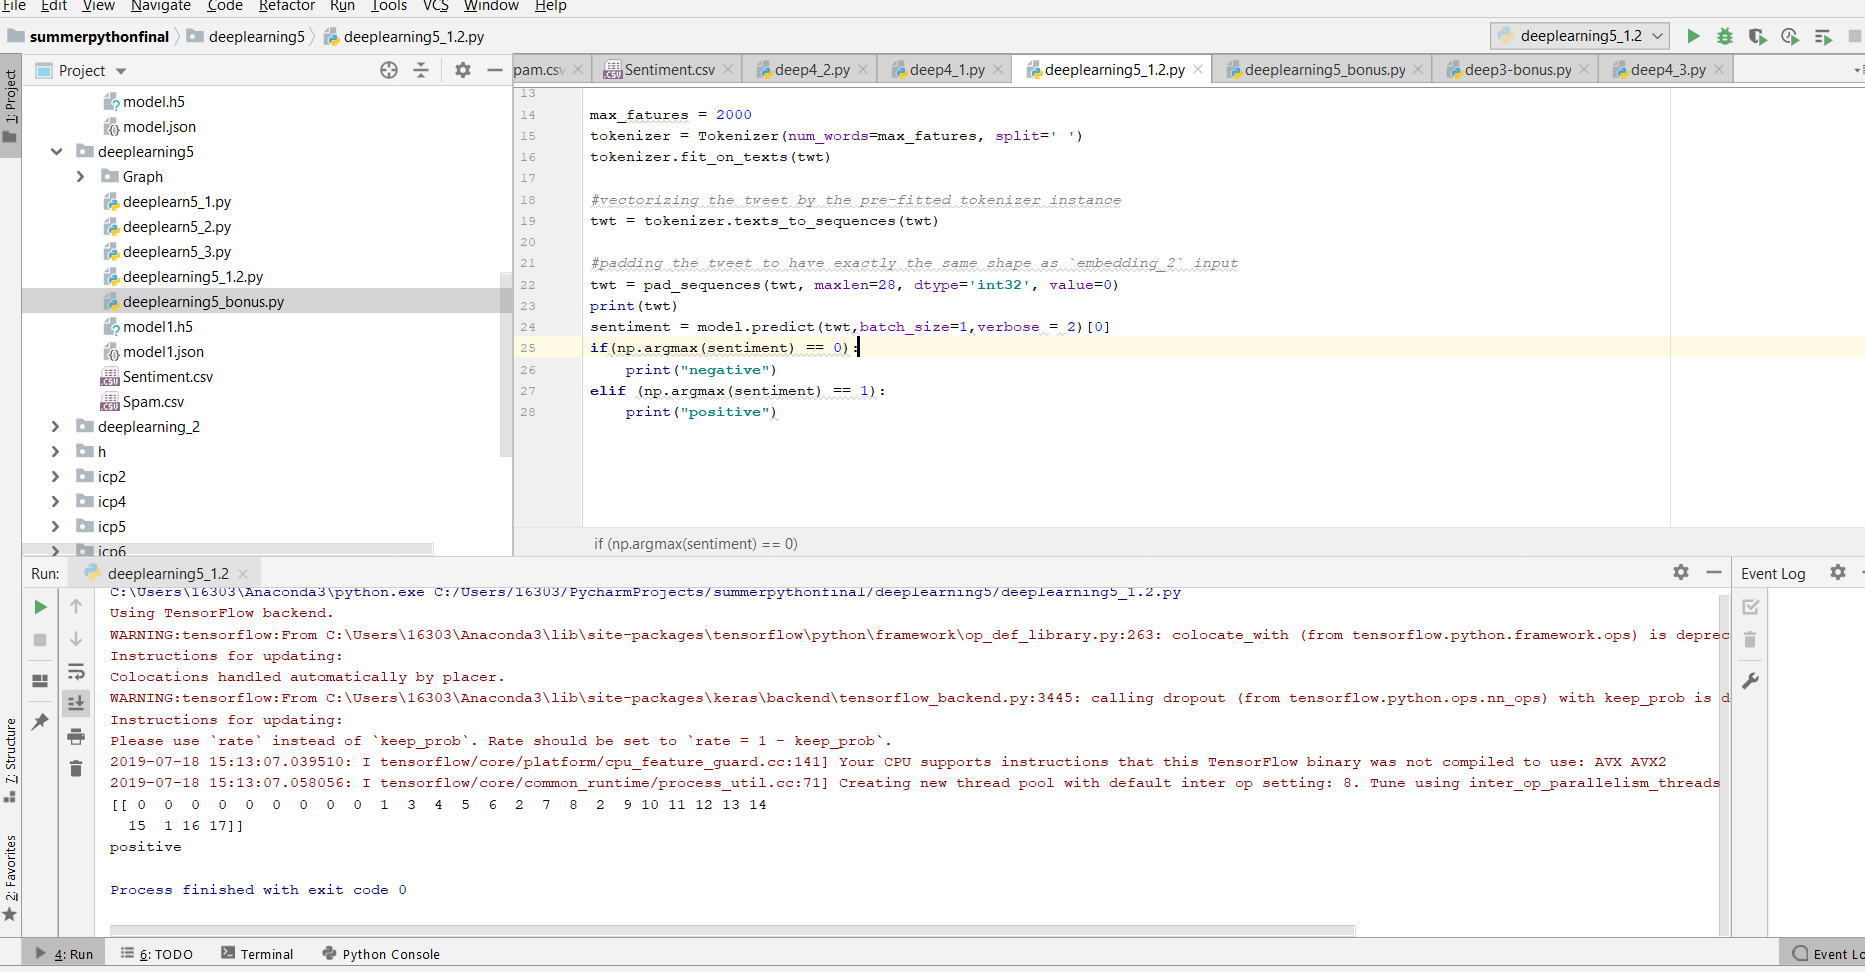 File Edit View Navigate Code Refactor Run Tools VCS Window Help
summerpythonfinal deeplearning5 deeplearning5_1.2.py
deeplearning5_1.2
1: Project
Project
pam.csv Sentiment.csv deep4_2.py deep4_1.py deeplearning5_1.2.py deeplearning5_bonus.py deep3-bonus.py deep4_3.py
model.h5
model.json
deeplearning5
Graph
deeplearn5_1.py
deeplearn5_2.py
deeplearn5_3.py
deeplearning5_1.2.py
deeplearning5_bonus.py
model1.h5
model1.json
Sentiment.csv
Spam.csv
deeplearning_2
h
icp2
icp4
icp5
icp6
13
14 max_fatures = 2000
15 tokenizer = Tokenizer(num_words=max_fatures, split=' ')
16 tokenizer.fit_on_texts(twt)
17
18 #vectorizing the tweet by the pre-fitted tokenizer instance
19 twt = tokenizer.texts_to_sequences(twt)
20
21 #padding the tweet to have exactly the same shape as `embedding_2` input
22 twt = pad_sequences(twt, maxlen=28, dtype='int32', value=0)
23 print(twt)
24 sentiment = model.predict(twt,batch_size=1,verbose = 2)[0]
25 if(np.argmax(sentiment) == 0):
26 print("negative")
27 elif (np.argmax(sentiment) == 1):
28 print("positive")
if (np.argmax(sentiment) == 0)
Run: deeplearning5_1.2
Event Log
C:\Users\16303\Anaconda3\python.exe C:/Users/16303/PycharmProjects/summerpythonfinal/deeplearning5/deeplearning5_1.2.py
Using TensorFlow backend.
WARNING:tensorflow:From C:\Users\16303\Anaconda3\lib\site-packages\tensorflow\python\framework\op_def_library.py:263: colocate_with (from tensorflow.python.framework.ops) is deprec
Instructions for updating:
Colocations handled automatically by placer.
WARNING:tensorflow:From C:\Users\16303\Anaconda3\lib\site-packages\keras\backend\tensorflow_backend.py:3445: calling dropout (from tensorflow.python.ops.nn_ops) with keep_prob is d
Instructions for updating:
Please use `rate` instead of `keep_prob`. Rate should be set to `rate = 1 - keep_prob`.
2019-07-18 15:13:07.039510: I tensorflow/core/platform/cpu_feature_guard.cc:141] Your CPU supports instructions that this TensorFlow binary was not compiled to use: AVX AVX2
2019-07-18 15:13:07.058056: I tensorflow/core/common_runtime/process_util.cc:71] Creating new thread pool with default inter op setting: 8. Tune using inter_op_parallelism_threads
[[ 0 0 0 0 0 0 0 0 0 1 3 4 5 6 2 7 8 2 9 10 11 12 13 14
15 1 16 17]]
positive
Process finished with exit code 0
7: Structure
2: Favorites
4: Run 6: TODO Terminal Python Console
Event Lo